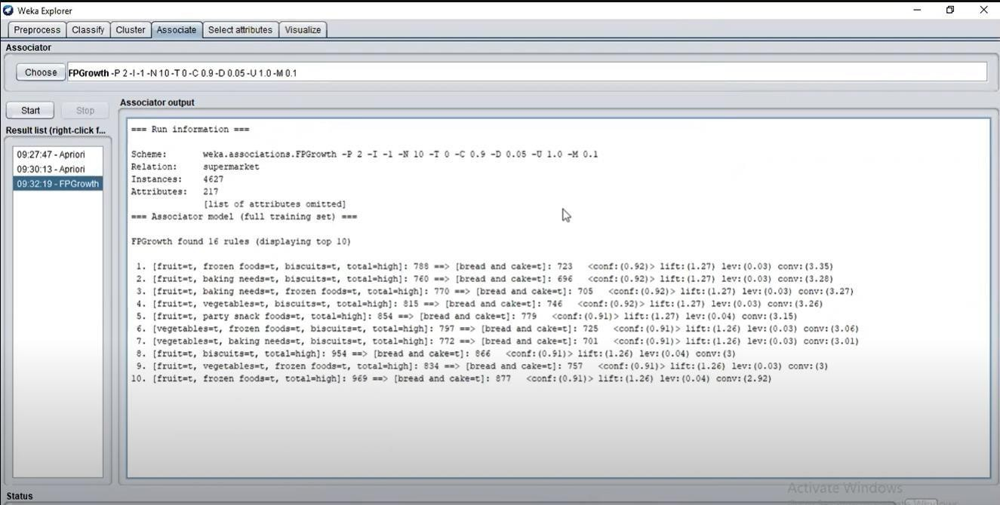 Weka Explorer
Preprocess Classify Cluster Associate Select attributes Visualize
Associator
Choose FPGrowth -P 2 -I -1 -N 10 -T 0 -C 0.9 -D 0.05 -U 1.0 -M 0.1
Start Stop
Associator output
Result list (right-click f...
09:27:47 - Apriori
09:30:13 - Apriori
09:32:19 - FPGrowth
=== Run information ===
Scheme: weka.associations.FPGrowth -P 2 -I -1 -N 10 -T 0 -C 0.9 -D 0.05 -U 1.0 -M 0.1
Relation: supermarket
Instances: 4627
Attributes: 217
[list of attributes omitted]
=== Associator model (full training set) ===
FPGrowth found 16 rules (displaying top 10)
1. [fruit=t, frozen foods=t, biscuits=t, total=high]: 788 ==> [bread and cake=t]: 723 <conf:(0.92)> lift:(1.27) lev:(0.03) conv:(3.35)
2. [fruit=t, baking needs=t, biscuits=t, total=high]: 760 ==> [bread and cake=t]: 696 <conf:(0.92)> lift:(1.27) lev:(0.03) conv:(3.28)
3. [fruit=t, baking needs=t, frozen foods=t, total=high]: 770 ==> [bread and cake=t]: 705 <conf:(0.92)> lift:(1.27) lev:(0.03) conv:(3.27)
4. [fruit=t, vegetables=t, biscuits=t, total=high]: 815 ==> [bread and cake=t]: 746 <conf:(0.92)> lift:(1.27) lev:(0.03) conv:(3.26)
5. [fruit=t, party snack foods=t, total=high]: 854 ==> [bread and cake=t]: 779 <conf:(0.91)> lift:(1.27) lev:(0.04) conv:(3.15)
6. [vegetables=t, frozen foods=t, biscuits=t, total=high]: 797 ==> [bread and cake=t]: 725 <conf:(0.91)> lift:(1.26) lev:(0.03) conv:(3.06)
7. [vegetables=t, baking needs=t, biscuits=t, total=high]: 772 ==> [bread and cake=t]: 701 <conf:(0.91)> lift:(1.26) lev:(0.03) conv:(3.01)
8. [fruit=t, biscuits=t, total=high]: 954 ==> [bread and cake=t]: 866 <conf:(0.91)> lift:(1.26) lev:(0.04) conv:(3)
9. [fruit=t, vegetables=t, frozen foods=t, total=high]: 834 ==> [bread and cake=t]: 757 <conf:(0.91)> lift:(1.26) lev:(0.03) conv:(3)
10. [fruit=t, frozen foods=t, total=high]: 969 ==> [bread and cake=t]: 877 <conf:(0.91)> lift:(1.26) lev:(0.04) conv:(2.92)
Activate Windows
Status